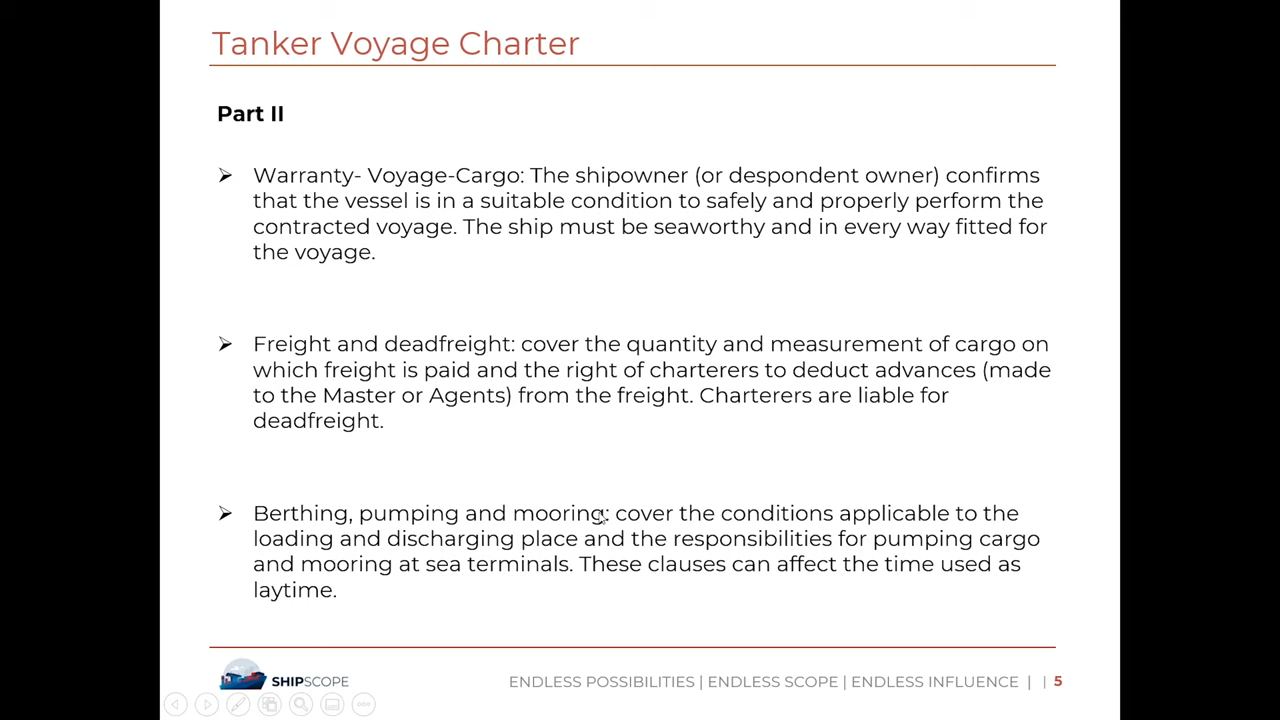 Tanker Voyage Charter
Part II
Warranty- Voyage-Cargo: The shipowner (or despondent owner) confirms
that the vessel is in a suitable condition to safely and properly perform the
contracted voyage. The ship must be seaworthy and in every way fitted for
the voyage.
Freight and deadfreight: cover the quantity and measurement of cargo on
which freight is paid and the right of charterers to deduct advances (made
to the Master or Agents) from the freight. Charterers are liable for
deadfreight.
Berthing, pumping and mooring: cover the conditions applicable to the
loading and discharging place and the responsibilities for pumping cargo
and mooring at sea terminals. These clauses can affect the time used as
laytime.
SHIPSCOPE
ENDLESS POSSIBILITIES | ENDLESS SCOPE | ENDLESS INFLUENCE | | 5